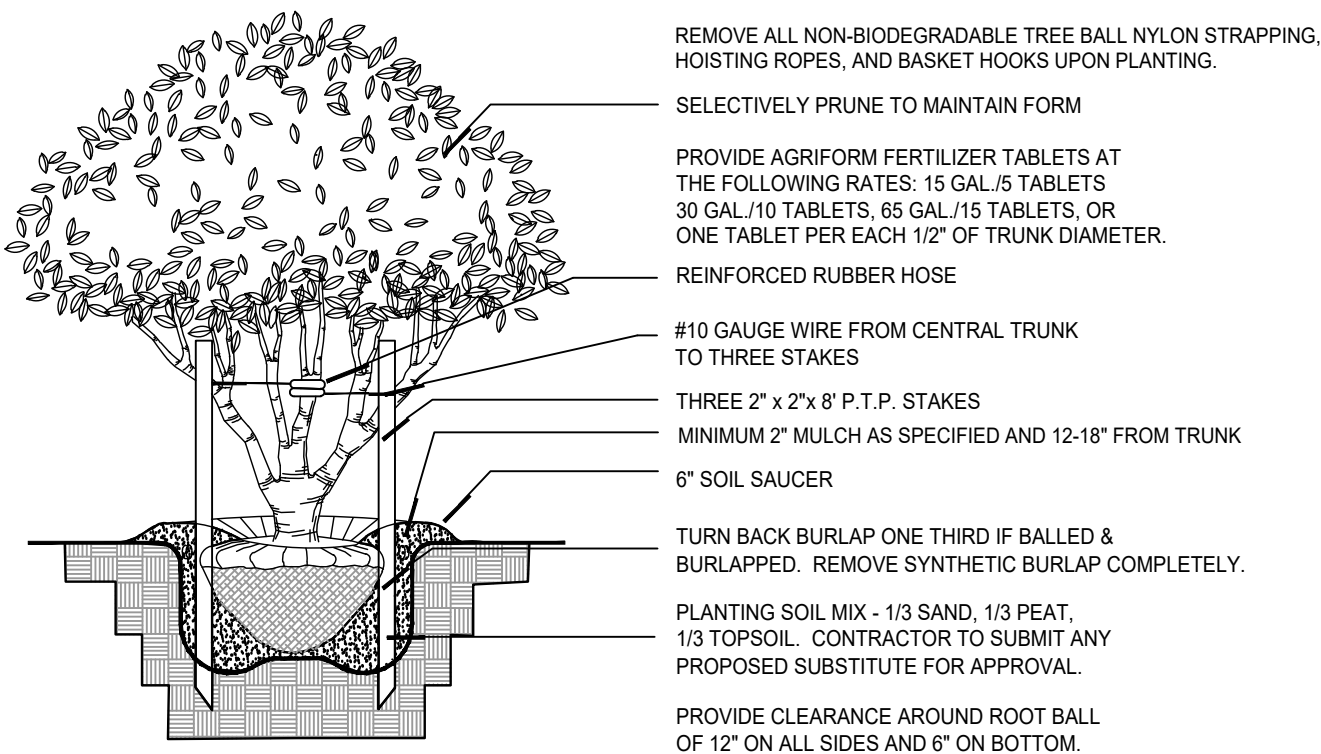 REMOVE ALL NON-BIODEGRADABLE TREE BALL NYLON STRAPPING,
HOISTING ROPES, AND BASKET HOOKS UPON PLANTING.
SELECTIVELY PRUNE TO MAINTAIN FORM
PROVIDE AGRIFORM FERTILIZER TABLETS AT
THE FOLLOWING RATES: 15 GAL./5 TABLETS
30 GAL./10 TABLETS, 65 GAL./15 TABLETS, OR
ONE TABLET PER EACH 1/2" OF TRUNK DIAMETER.
REINFORCED RUBBER HOSE
#10 GAUGE WIRE FROM CENTRAL TRUNK
TO THREE STAKES
THREE 2" x 2"x 8' P.T.P. STAKES
MINIMUM 2" MULCH AS SPECIFIED AND 12-18" FROM TRUNK
6" SOIL SAUCER
TURN BACK BURLAP ONE THIRD IF BALLED &
BURLAPPED. REMOVE SYNTHETIC BURLAP COMPLETELY.
PLANTING SOIL MIX - 1/3 SAND, 1/3 PEAT,
1/3 TOPSOIL. CONTRACTOR TO SUBMIT ANY
PROPOSED SUBSTITUTE FOR APPROVAL.
PROVIDE CLEARANCE AROUND ROOT BALL
OF 12" ON ALL SIDES AND 6" ON BOTTOM.